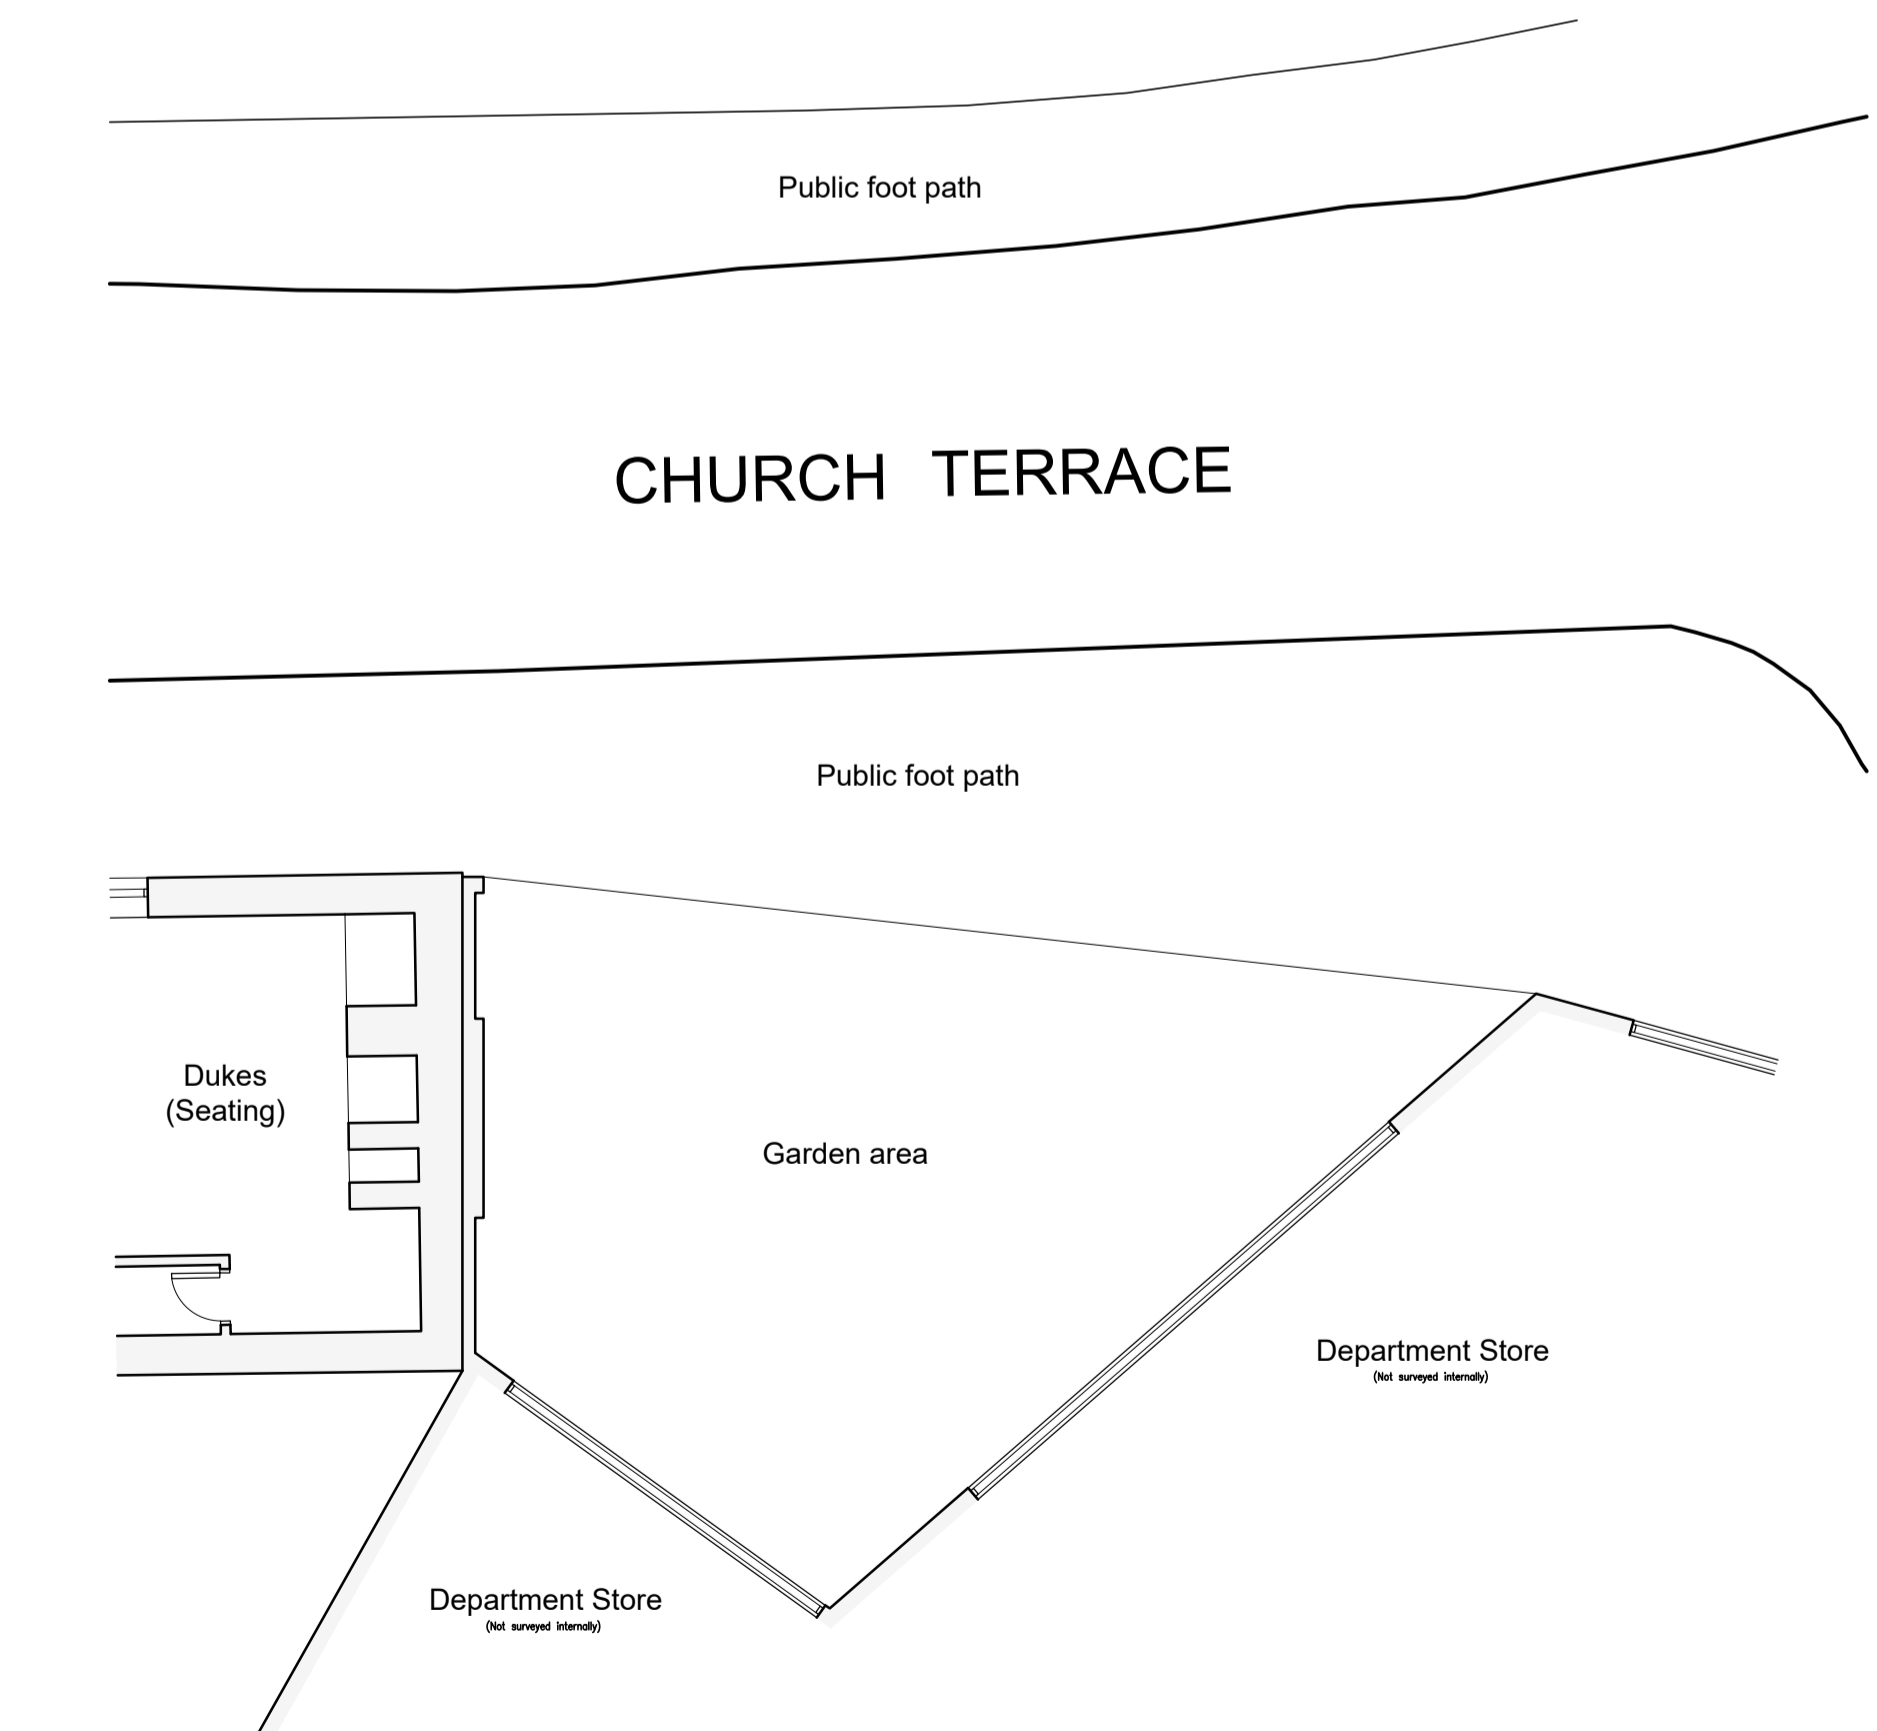 Public foot path
CHURCH TERRACE
Public foot path
Dukes
(Seating)
Garden area
Department Store
(Not surveyed internally)
Department Store
(Not surveyed internally)